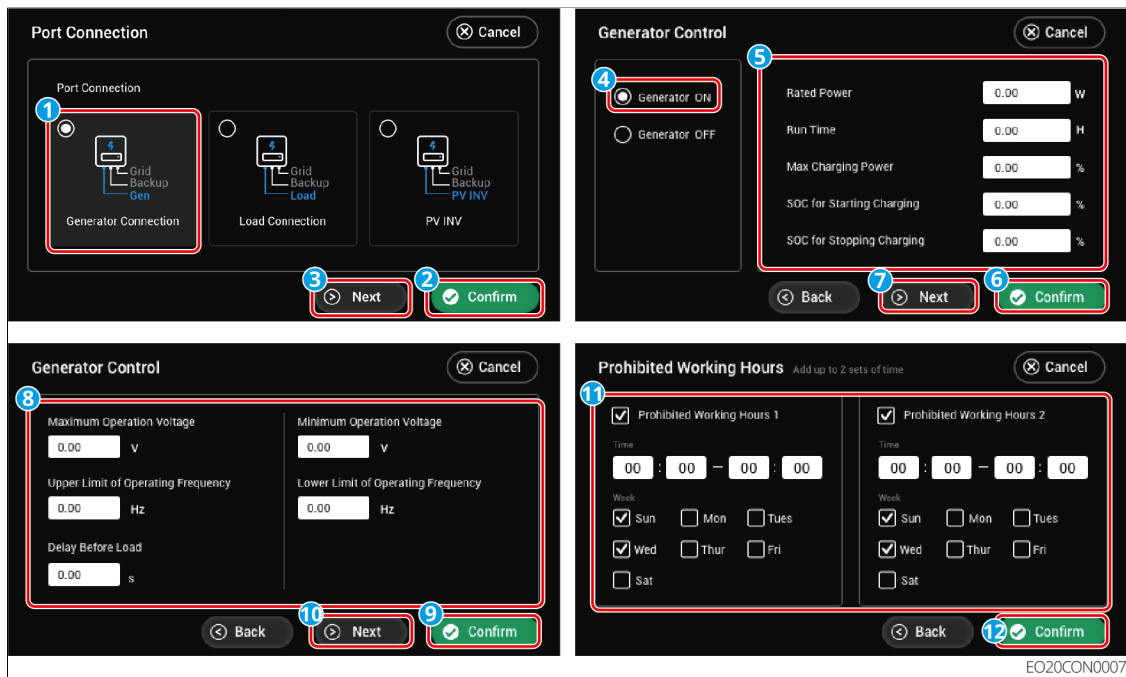 Port Connection
Cancel
Port Connection
1
Grid
Backup
Gen
Generator Connection
Grid
Backup
Load
Load Connection
Grid
Backup
PV INV
PV INV
3
Next
2
Confirm
Generator Control
Cancel
4
Generator ON
Generator OFF
5
Rated Power 0.00 W
Run Time 0.00 H
Max Charging Power 0.00 %
SOC for Starting Charging 0.00 %
SOC for Stopping Charging 0.00 %
Back
7
Next
6
Confirm
Generator Control
Cancel
8
Maximum Operation Voltage
0.00 V
Minimum Operation Voltage
0.00 V
Upper Limit of Operating Frequency
0.00 Hz
Lower Limit of Operating Frequency
0.00 Hz
Delay Before Load
0.00 s
Back
10
Next
9
Confirm
Prohibited Working Hours Add up to 2 sets of time
Cancel
11
Prohibited Working Hours 1
Time
00 : 00 – 00 : 00
Week
Sun Mon Tues
Wed Thur Fri
Sat
Prohibited Working Hours 2
Time
00 : 00 – 00 : 00
Week
Sun Mon Tues
Wed Thur Fri
Sat
Back
12
Confirm
EO20CON0007